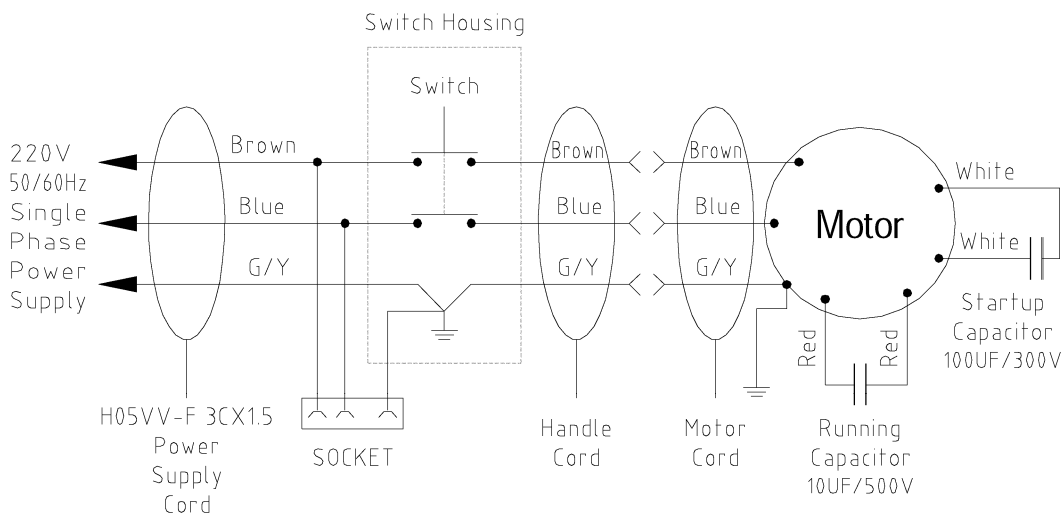 Switch Housing
Switch
220V
50/60Hz
Single
Phase
Power
Supply
Brown
Blue
G/Y
Brown
Blue
G/Y
Brown
Blue
G/Y
Motor
White
White
Red
Red
Startup
Capacitor
100UF/300V
H05VV-F 3CX1.5
Power
Supply
Cord
SOCKET
Handle
Cord
Motor
Cord
Running
Capacitor
10UF/500V